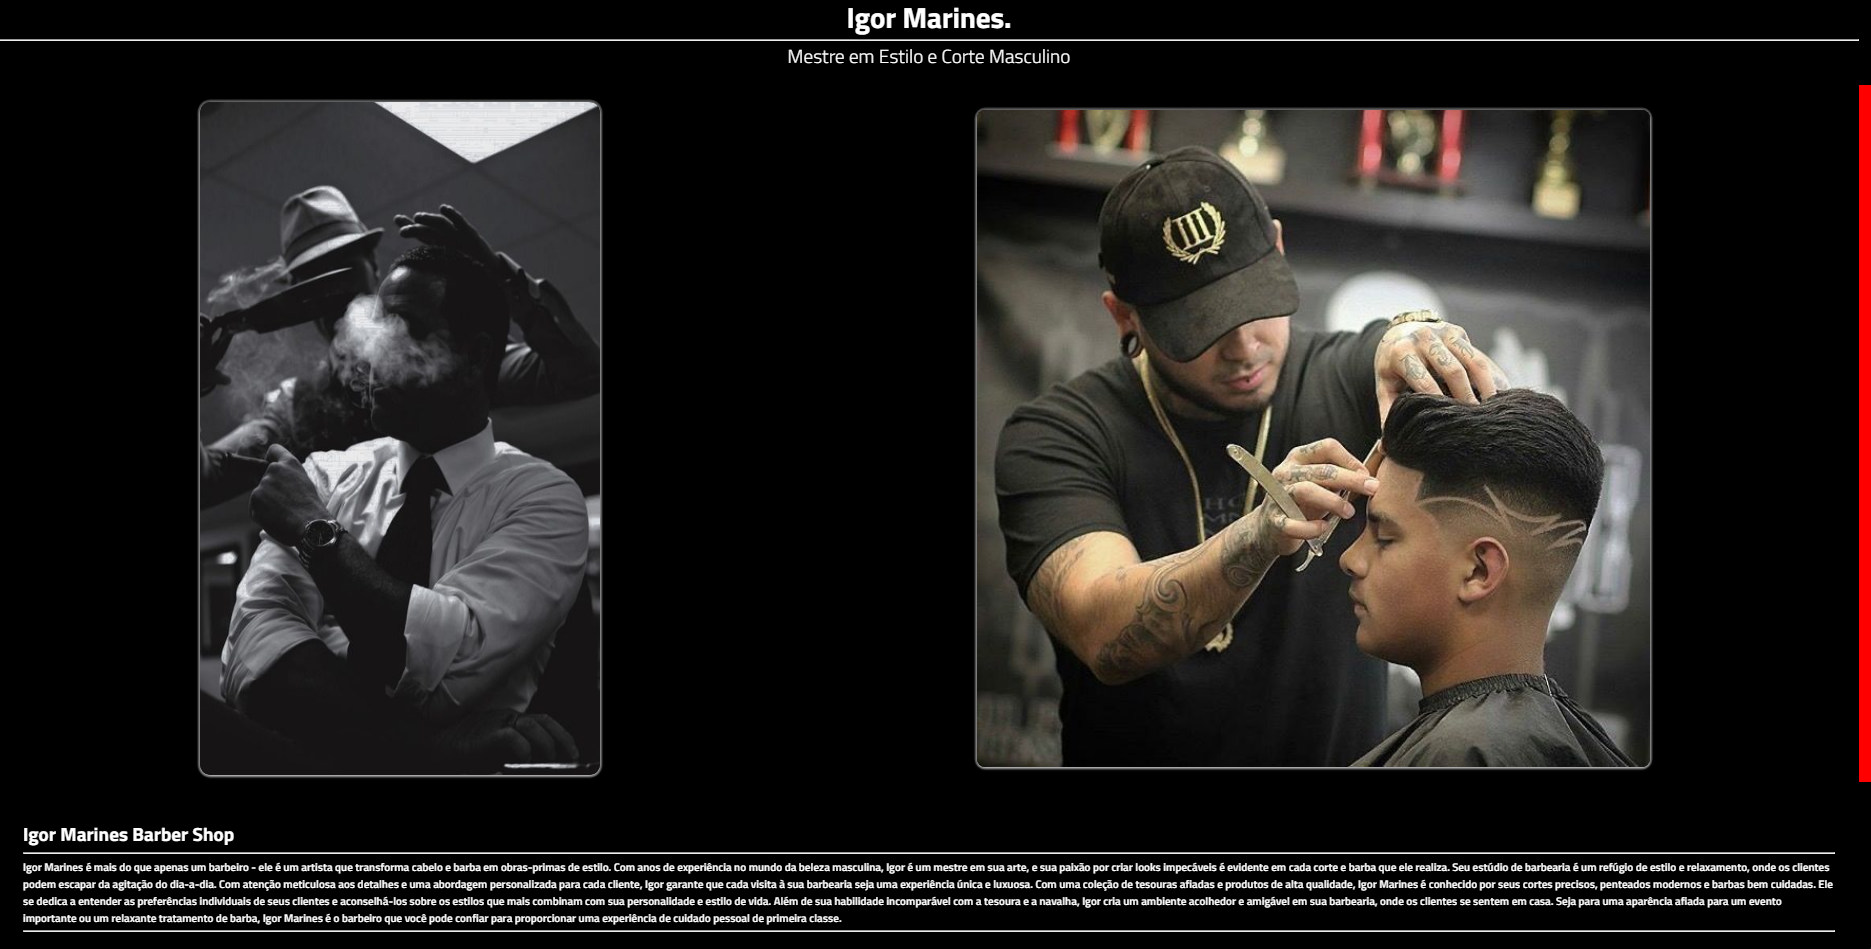 Igor Marines.
Mestre em Estilo e Corte Masculino
III
Igor Marines Barber Shop
Igor Marines é mais do que apenas um barbeiro - ele é um artista que transforma cabelo e barba em obras-primas de estilo. Com anos de experiência no mundo da beleza masculina, Igor é um mestre em sua arte, e sua paixão por criar looks impecáveis é evidente em cada corte e barba que ele realiza. Seu estúdio de barbearia é um refúgio de estilo e relaxamento, onde os clientes
podem escapar da agitação do dia-a-dia. Com atenção meticulosa aos detalhes e uma abordagem personalizada para cada cliente, Igor garante que cada visita à sua barbearia seja uma experiência única e luxuosa. Com uma coleção de tesouras afiadas e produtos de alta qualidade, Igor Marines é conhecido por seus cortes precisos, penteados modernos e barbas bem cuidadas. Ele
se dedica a entender as preferências individuais de seus clientes e aconselhá-los sobre os estilos que mais combinam com sua personalidade e estilo de vida. Além de sua habilidade incomparável com a tesoura e a navalha, Igor cria um ambiente acolhedor e amigável em sua barbearia, onde os clientes se sentem em casa. Seja para uma aparência afiada para um evento
importante ou um relaxante tratamento de barba, Igor Marines é o barbeiro que você pode confiar para proporcionar uma experiência de cuidado pessoal de primeira classe.